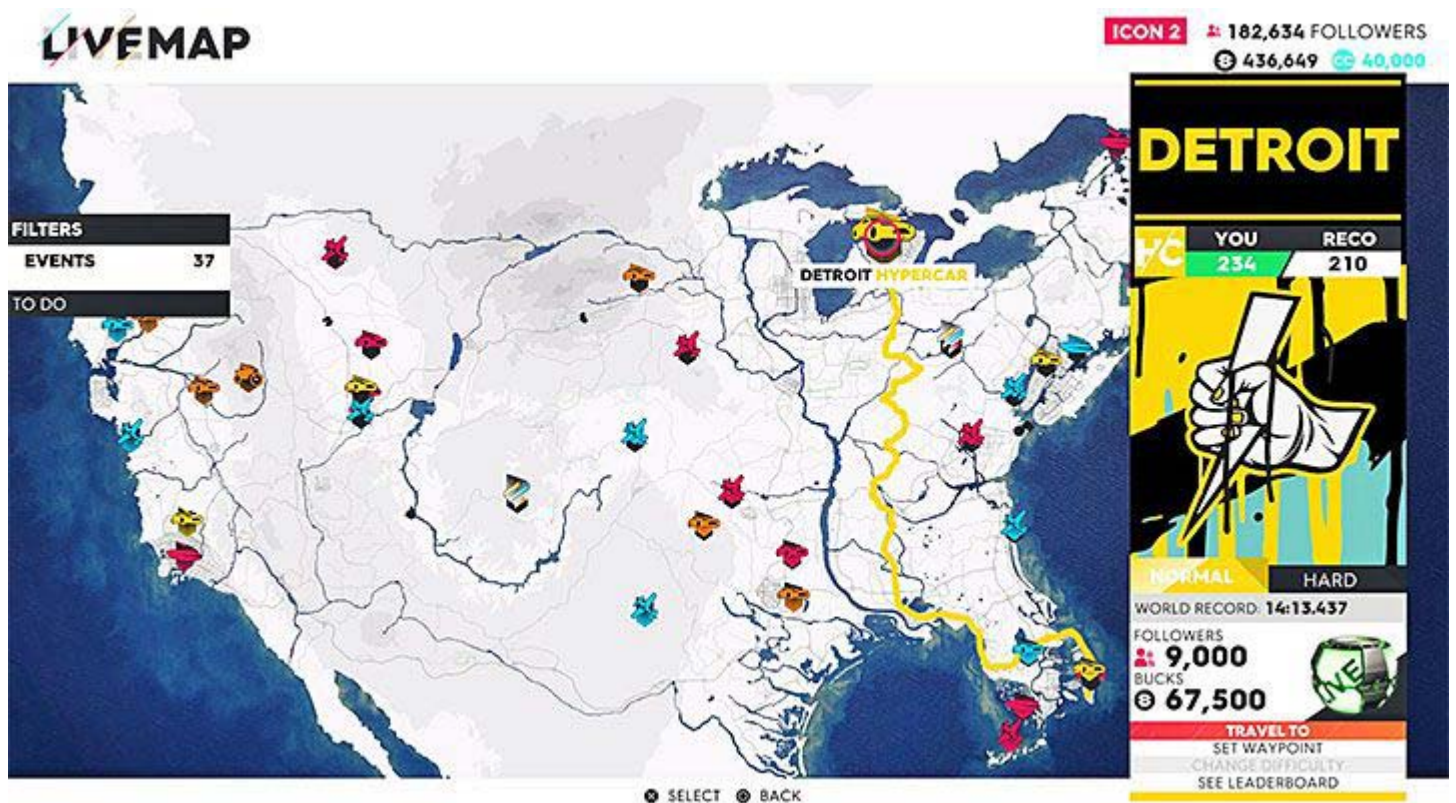 LIVEMAP
ICON 2 182,634 FOLLOWERS
436,649 CC 40,000
FILTERS
EVENTS 37
TO DO
DETROIT HYPERCAR
DETROIT
H/C YOU RECO
234 210
NORMAL HARD
WORLD RECORD: 14:13.437
FOLLOWERS
9,000
BUCKS
67,500
LIVE
TRAVEL TO
SET WAYPOINT
CHANGE DIFFICULTY
SEE LEADERBOARD
SELECT BACK